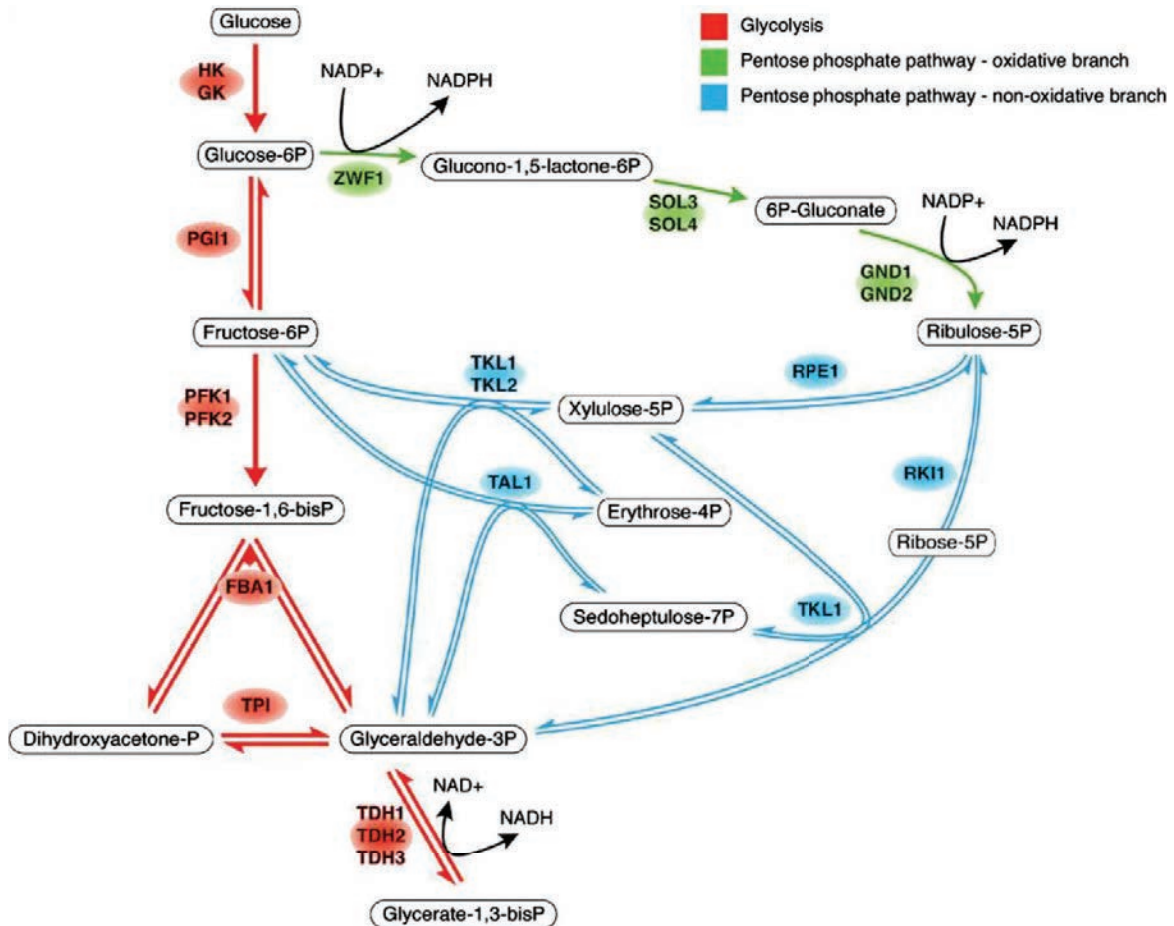 Glucose
Glycolysis
Pentose phosphate pathway - oxidative branch
Pentose phosphate pathway - non-oxidative branch
HK
GK
NADP+
NADPH
Glucose-6P
ZWF1
Glucono-1,5-lactone-6P
SOL3
SOL4
6P-Gluconate
NADP+
NADPH
PGI1
GND1
GND2
Fructose-6P
Ribulose-5P
TKL1
TKL2
RPE1
PFK1
PFK2
Xylulose-5P
TAL1
RKI1
Fructose-1,6-bisP
Erythrose-4P
Ribose-5P
FBA1
Sedoheptulose-7P
TKL1
TPI
Dihydroxyacetone-P
Glyceraldehyde-3P
NAD+
NADH
TDH1
TDH2
TDH3
Glycerate-1,3-bisP